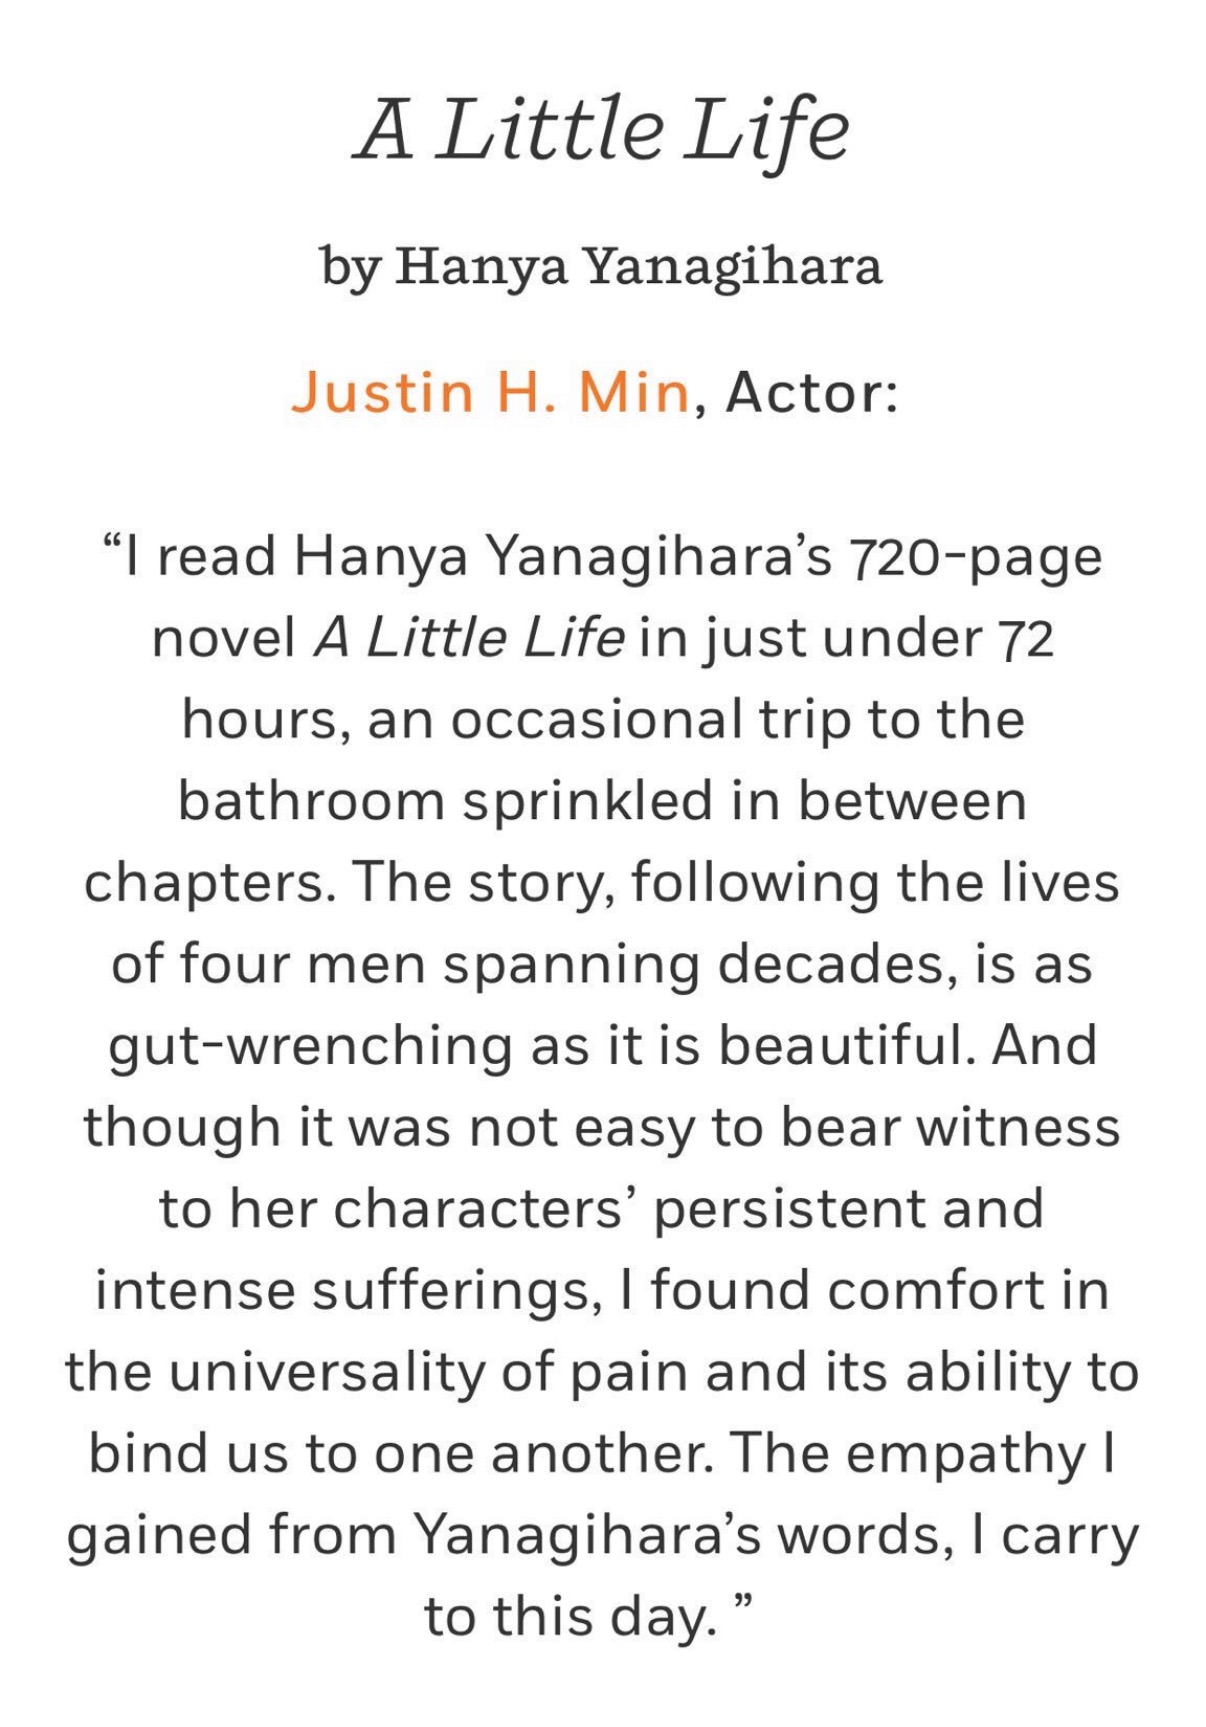 A Little Life
by Hanya Yanagihara
Justin H. Min, Actor:
“I read Hanya Yanagihara’s 720-page
novel A Little Life in just under 72
hours, an occasional trip to the
bathroom sprinkled in between
chapters. The story, following the lives
of four men spanning decades, is as
gut-wrenching as it is beautiful. And
though it was not easy to bear witness
to her characters’ persistent and
intense sufferings, I found comfort in
the universality of pain and its ability to
bind us to one another. The empathy I
gained from Yanagihara’s words, I carry
to this day. ”